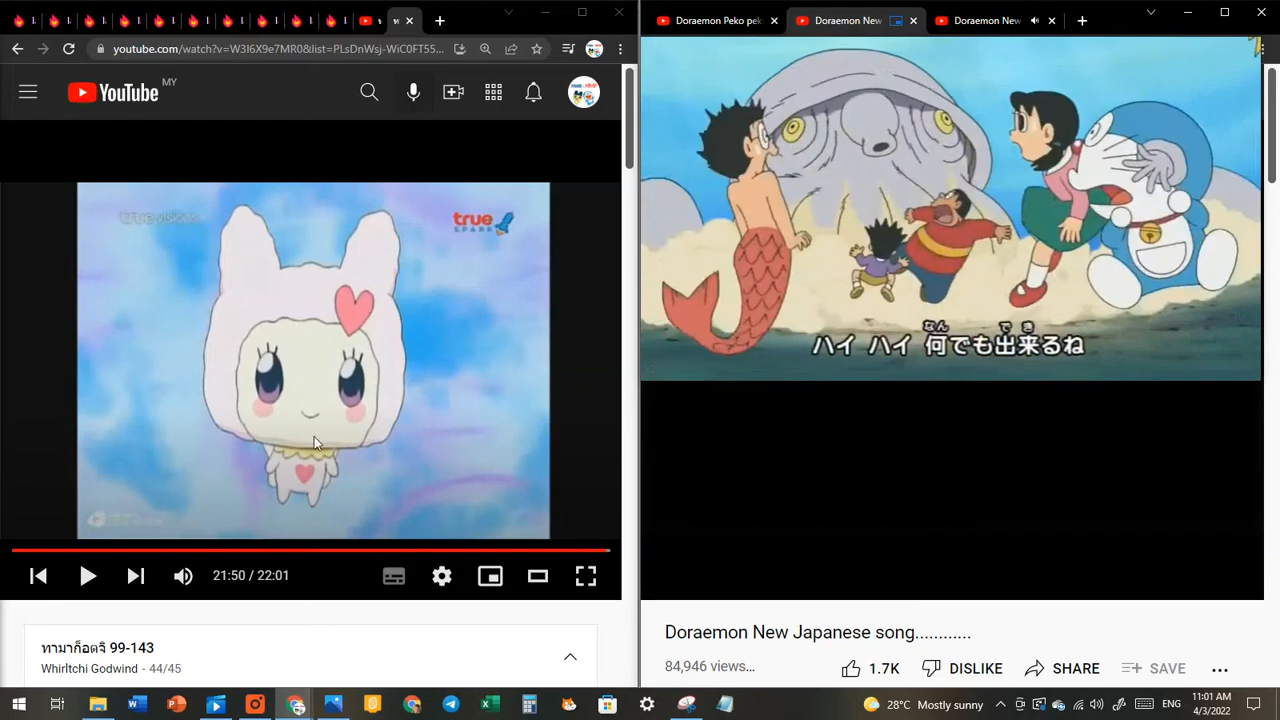 Doraemon Peko pek
Doraemon New
Doraemon New
youtube.com/watch?v=W3I6X9e7MR0&list=PLsDnWsj-WiC0FT55...
YouTube MY
true visions
true
SPARK
なん でき
ハイ ハイ 何でも出来るね
21:50 / 22:01
ทามาก็อตจิ 99-143
Whirltchi Godwind - 44/45
Doraemon New Japanese song............
84,946 views...
1.7K
DISLIKE
SHARE
SAVE
28°C Mostly sunny
ENG
11:01 AM
4/3/2022